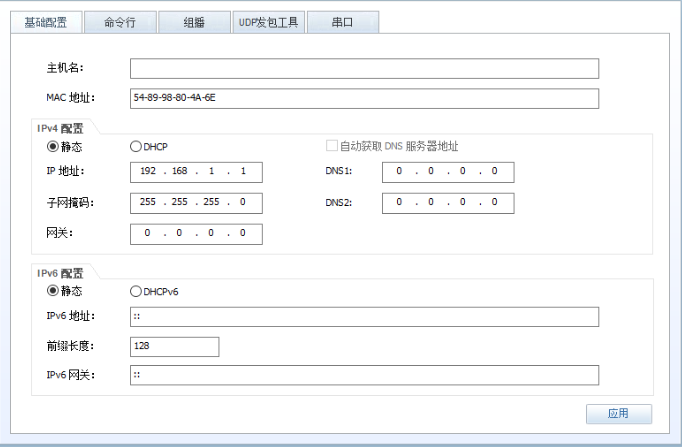 基础配置 命令行 组播 UDP发包工具 串口
主机名：
MAC 地址： 54-89-98-80-4A-6E
IPv4 配置
静态 DHCP 自动获取 DNS 服务器地址
IP 地址： 192 . 168 . 1 . 1 DNS1: 0 . 0 . 0 . 0
子网掩码： 255 . 255 . 255 . 0 DNS2: 0 . 0 . 0 . 0
网关： 0 . 0 . 0 . 0
IPv6 配置
静态 DHCPv6
IPv6 地址： ::
前缀长度： 128
IPv6 网关： ::
应用